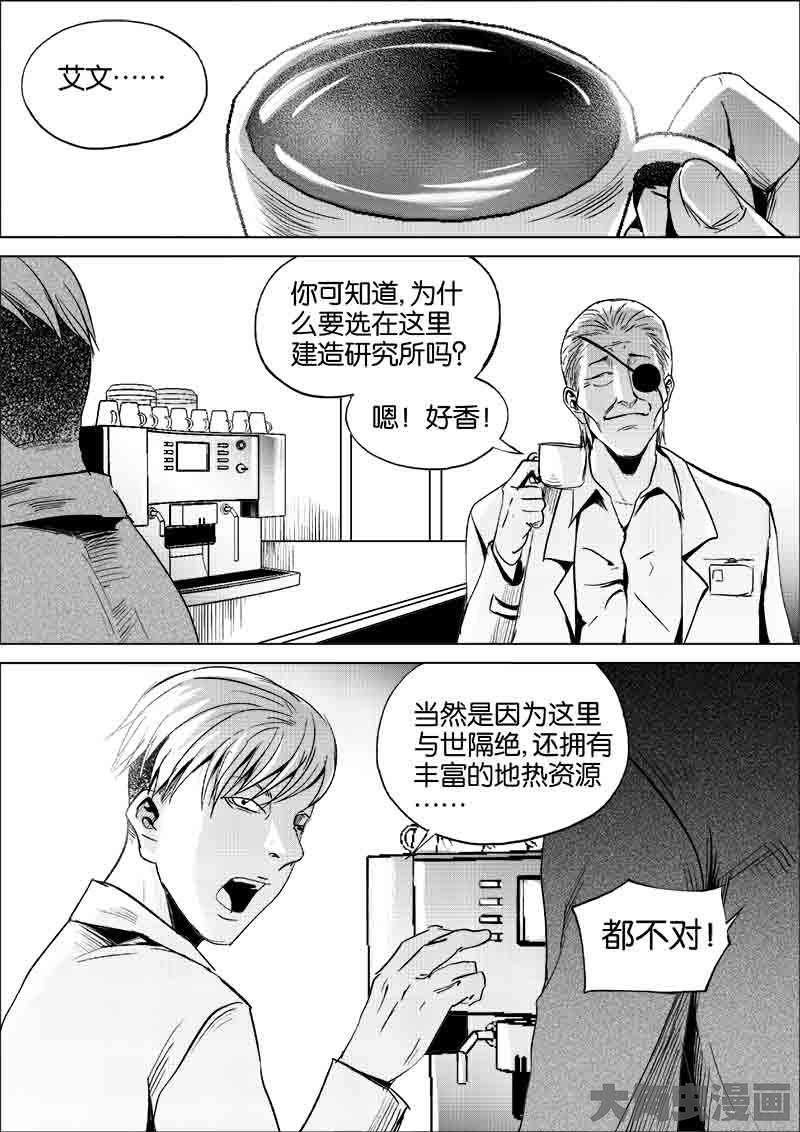 艾文……
你可知道，为什
么要选在这里
建造研究所吗？
嗯！好香！
当然是因为这里
与世隔绝，还拥有
丰富的地热资源
……
都不对！
漫画